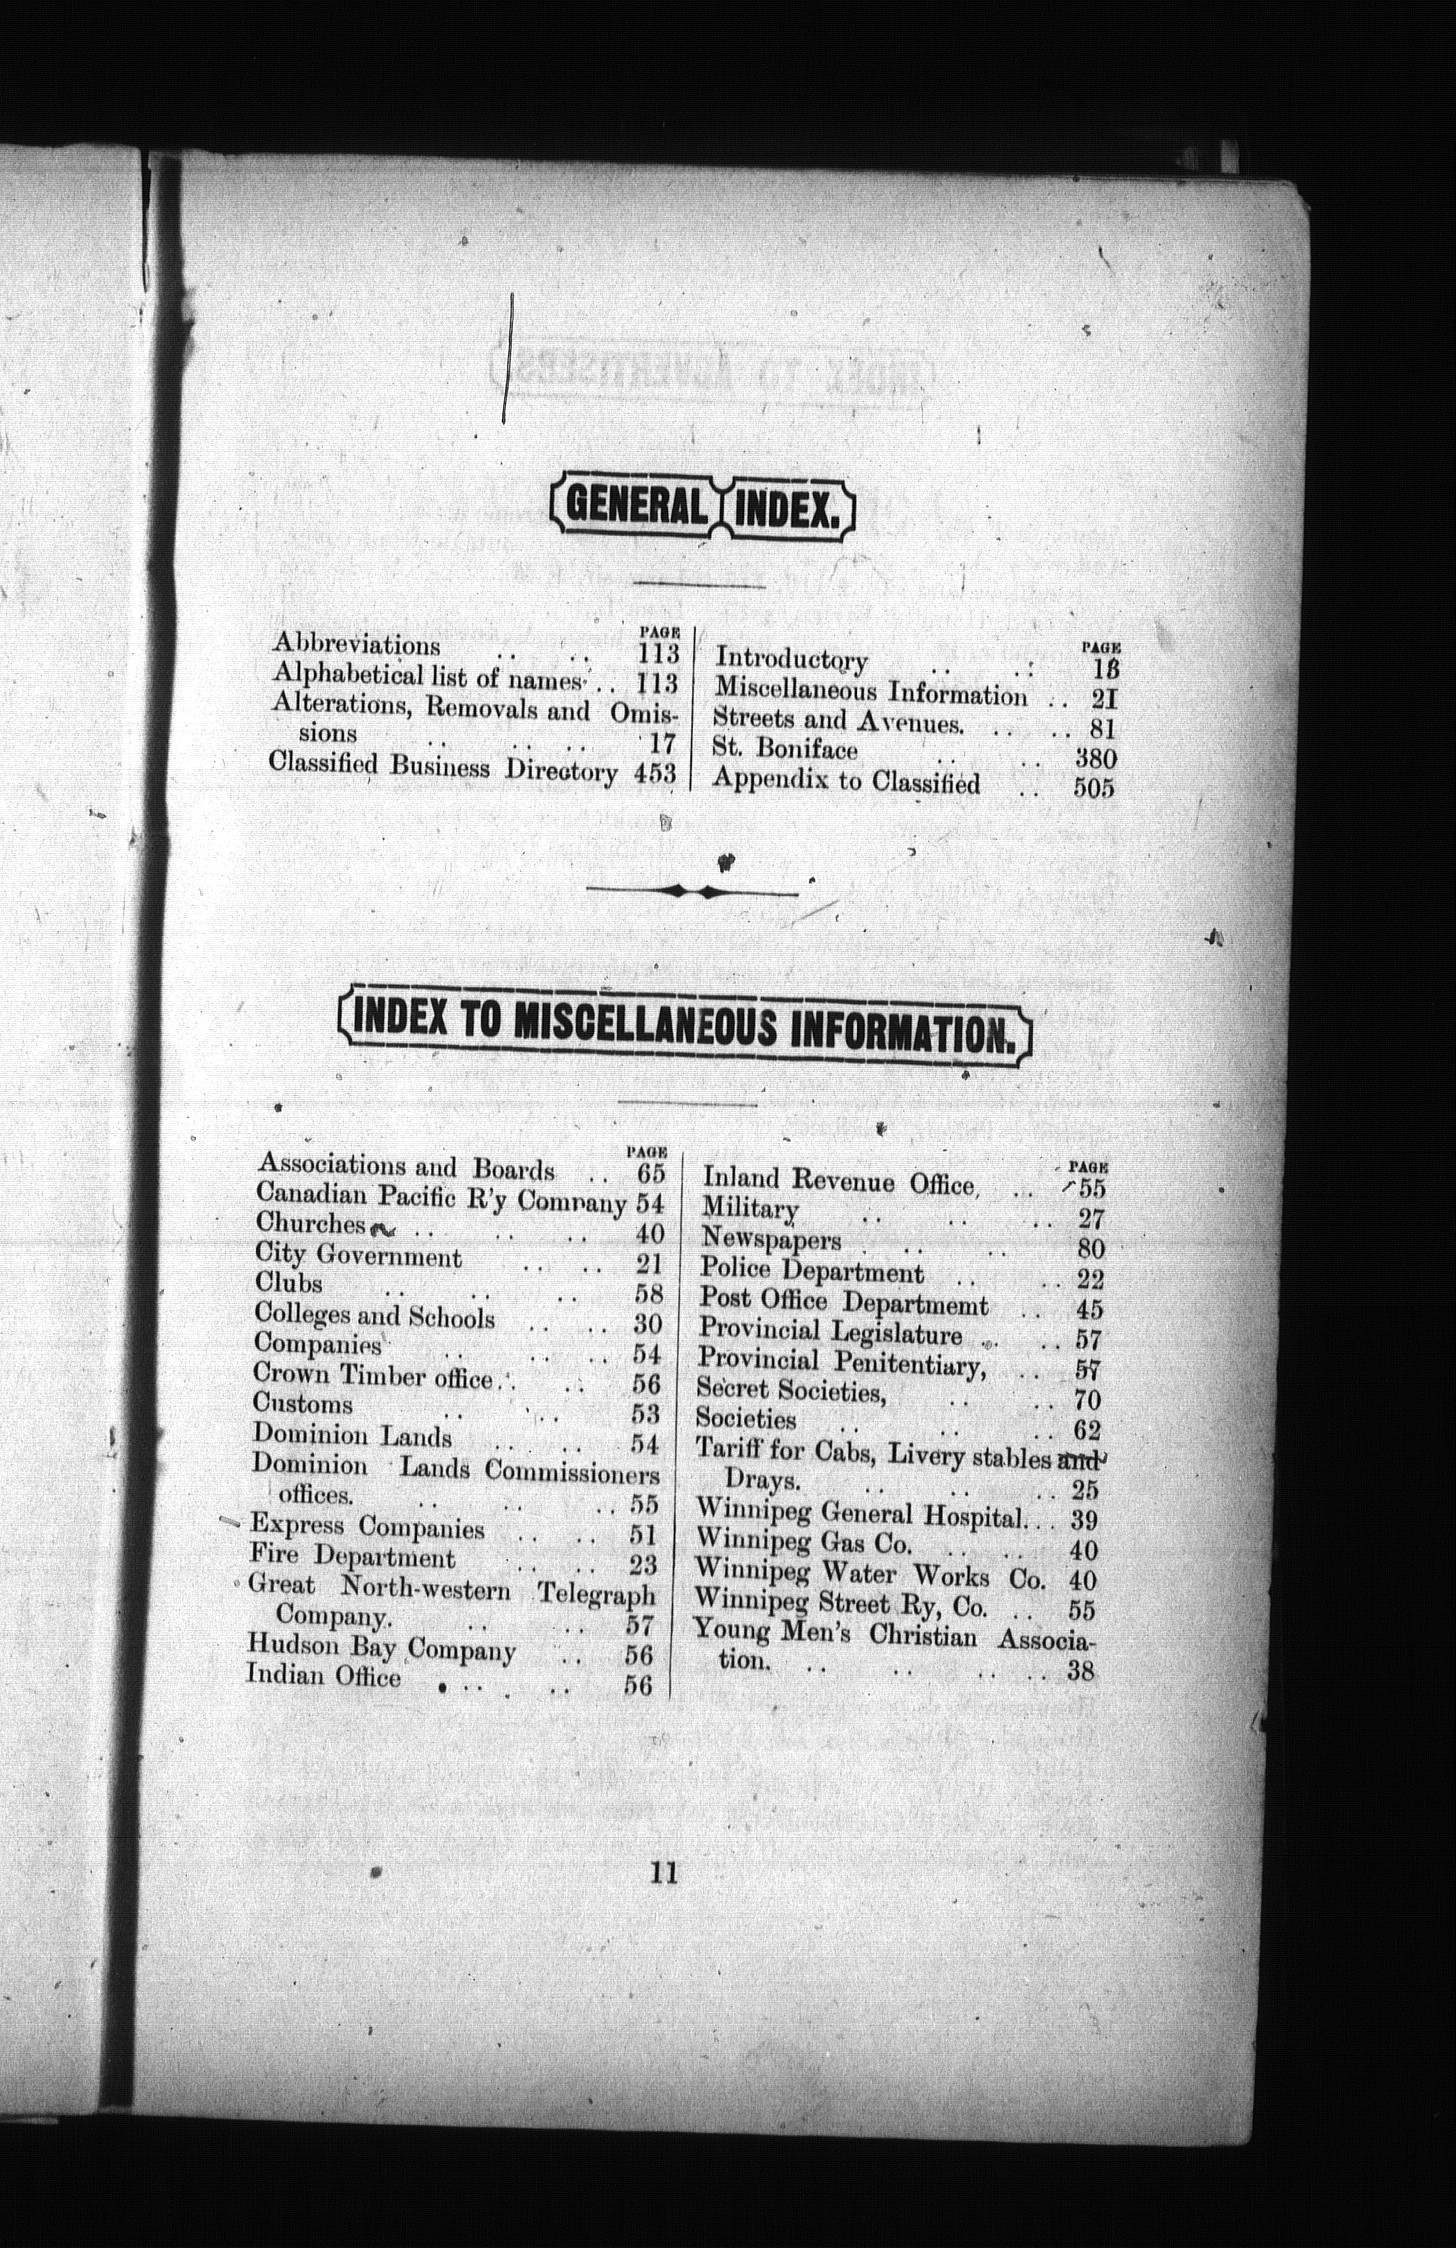 GENERAL INDEX.
PAGE
Abbreviations .. .. 113
Alphabetical list of names .. 113
Alterations, Removals and Omis-
sions .. .. .. 17
Classified Business Directory 453
PAGE
Introductory .. ..
Miscellaneous Information .. 21
Streets and Avenues. .. .. 81
St. Boniface .. .. 380
Appendix to Classified .. 505
INDEX TO MISCELLANEOUS INFORMATION.
PAGE
Associations and Boards .. 65
Canadian Pacific R'y Company 54
Churches .. .. .. 40
City Government .. .. 21
Clubs .. .. .. 58
Colleges and Schools .. .. 30
Companies .. .. .. 54
Crown Timber office .. .. 56
Customs .. .. 53
Dominion Lands .. .. 54
Dominion Lands Commissioners
offices. .. .. .. 55
Express Companies .. .. 51
Fire Department .. .. 23
Great North-western Telegraph
Company. .. .. 57
Hudson Bay Company .. 56
Indian Office .. .. 56
PAGE
Inland Revenue Office, .. 55
Military .. .. .. 27
Newspapers .. .. 80
Police Department .. .. 22
Post Office Departmemt .. 45
Provincial Legislature .. .. 57
Provincial Penitentiary, .. 57
Secret Societies, .. .. 70
Societies .. .. .. 62
Tariff for Cabs, Livery stables and
Drays. .. .. .. 25
Winnipeg General Hospital... 39
Winnipeg Gas Co. .. .. 40
Winnipeg Water Works Co. 40
Winnipeg Street Ry, Co. .. 55
Young Men's Christian Associa-
tion. .. .. .. .. 38
11